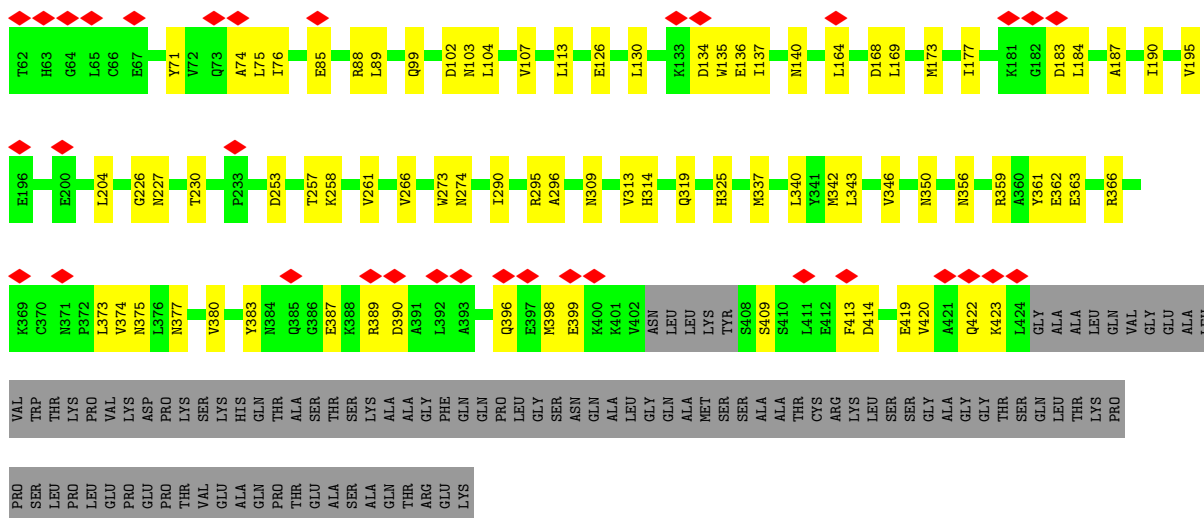 T62 H63 G64 L65 C66 E67 Y71 V72 Q73 A74 L75 I76 E85 R88 L89 Q99 D102 N103 L104 V107 L113 E126 L130 K133 D134 W135 E136 I137 N140 L164 D168 L169 M173 I177 K181 G182 D183 L184 A187 I190 V195
E196 E200 L204 G226 N227 T230 P233 D253 T257 K258 V261 V266 W273 N274 I290 R295 A296 N309 V313 H314 Q319 H325 M337 L340 Y341 M342 L343 V346 N350 N356 R359 A360 Y361 E362 E363 R366
K369 C370 N371 P372 L373 V374 N375 L376 N377 V380 Y383 N384 Q385 G386 E387 K388 R389 D390 A391 L392 A393 Q396 E397 M398 E399 K400 K401 V402 ASN LEU LEU LYS TYR S408 S409 S410 L411 E412 F413 D414 E419 V420 A421 Q422 K423 L424 GLY ALA ALA LEU GLN VAL GLY GLU ALA
VAL TRP THR LYS PRO VAL LYS ASP PRO LYS SER LYS HIS GLN THR ALA SER THR SER LYS ALA ALA GLY PHE GLN GLN PRO LEU GLY SER ASN GLN ALA LEU GLY GLN ALA MET SER SER ALA ALA THR CYS ARG LYS LEU SER SER GLY ALA GLY GLY THR SER GLN LEU THR LYS PRO
PRO SER LEU PRO LEU GLU PRO GLU PRO THR VAL GLU ALA GLN PRO THR GLU ALA SER ALA GLN THR ARG GLU LYS